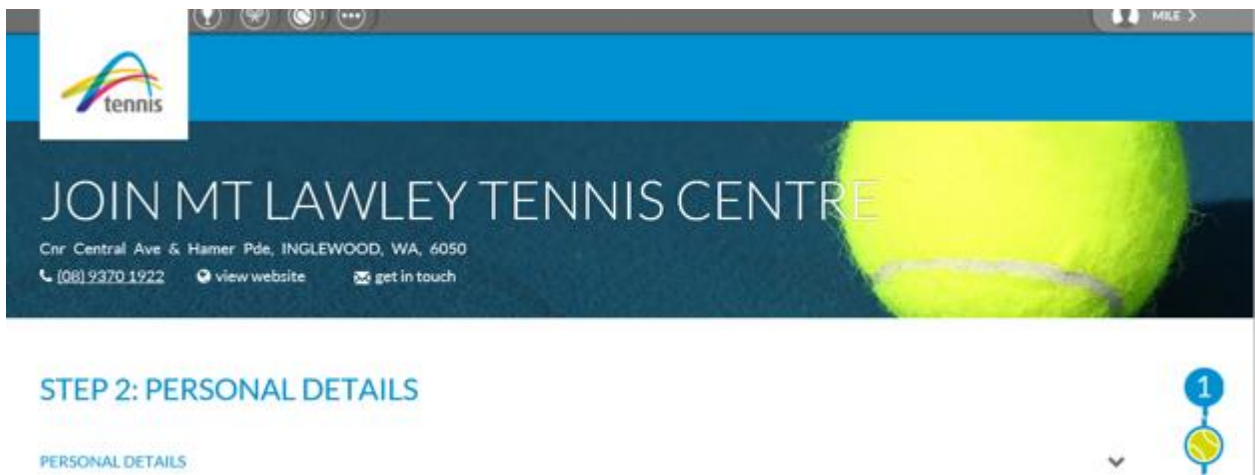 MILE >
tennis
JOIN MT LAWLEY TENNIS CENTRE
Cnr Central Ave & Hamer Pde, INGLEWOOD, WA, 6050
(08) 9370 1922 view website get in touch
STEP 2: PERSONAL DETAILS
1
PERSONAL DETAILS